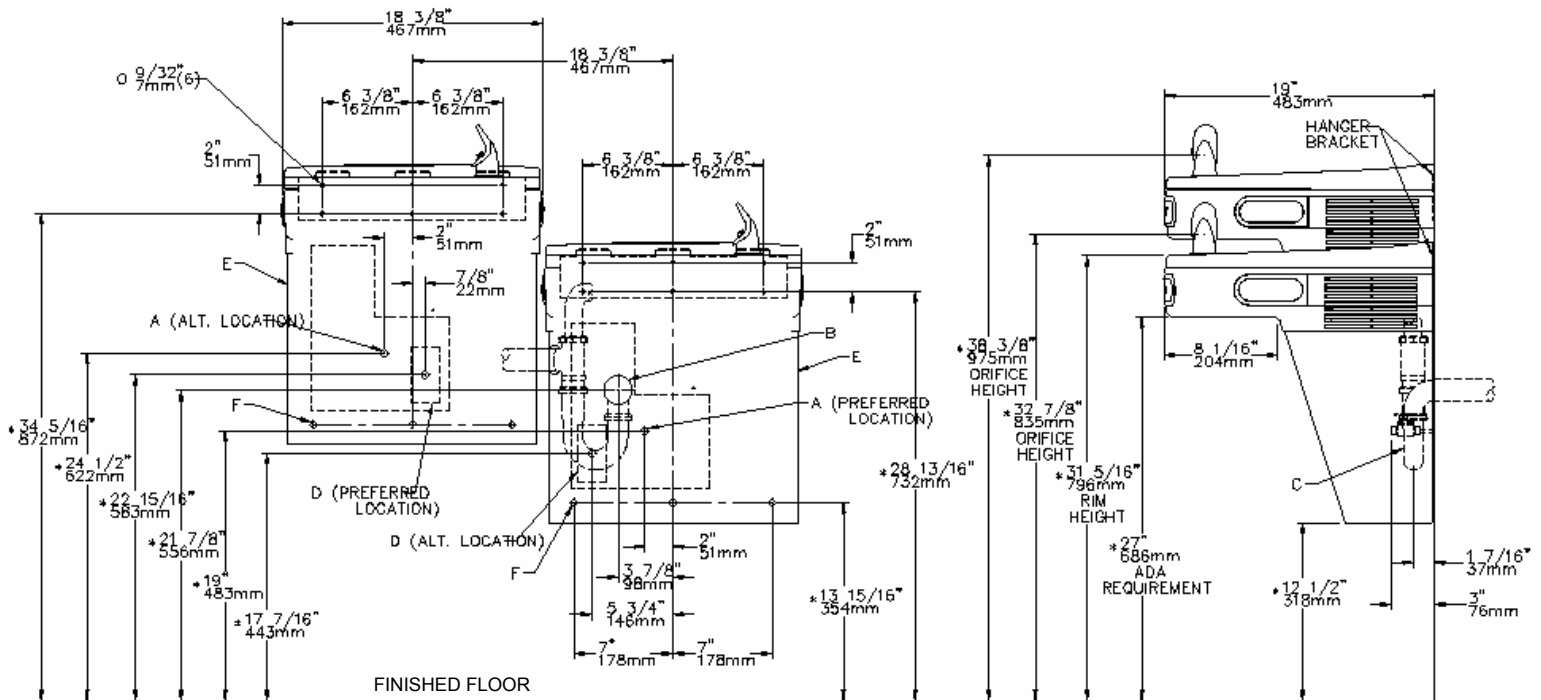 18 3/8"
467mm
18 3/8"
467mm
O 9/32"
7mm(6)
6 3/8"
162mm
6 3/8"
162mm
2"
51mm
6 3/8"
162mm
6 3/8"
162mm
2"
51mm
2"
51mm
7/8"
22mm
E
A (ALT. LOCATION)
B
E
A (PREFERRED
LOCATION)
F
*34 5/16"
872mm
*24 1/2"
622mm
*22 15/16"
583mm
*21 7/8"
556mm
*19"
483mm
*17 7/16"
443mm
D (PREFERRED
LOCATION)
D (ALT. LOCATION)
F
2"
51mm
3 7/8"
98mm
5 3/4"
146mm
7"
178mm
7"
178mm
*28 13/16"
732mm
*13 15/16"
354mm
FINISHED FLOOR
19"
483mm
HANGER
BRACKET
8 1/16"
204mm
*38 3/8"
975mm
ORIFICE
HEIGHT
*32 7/8"
835mm
ORIFICE
HEIGHT
*31 5/16"
796mm
RIM
HEIGHT
*27"
686mm
ADA
REQUIREMENT
C
*12 1/2"
318mm
1 7/16"
37mm
3"
76mm